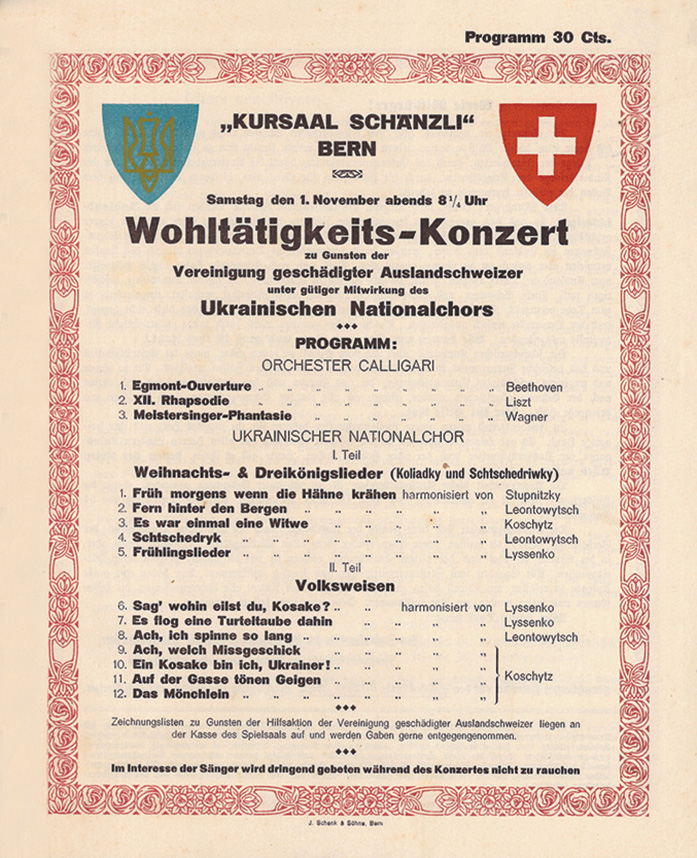 Programm 30 Cts.
„KURSAAL SCHÄNZLI“
BERN
Samstag den 1. November abends 8¼ Uhr
Wohltätigkeits-Konzert
zu Gunsten der
Vereinigung geschädigter Auslandschweizer
unter gütiger Mitwirkung des
Ukrainischen Nationalchors
PROGRAMM:
ORCHESTER CALLIGARI
1. Egmont-Ouverture .. .. .. .. .. .. .. .. Beethoven
2. XII. Rhapsodie .. .. .. .. .. .. .. .. .. Liszt
3. Meistersinger-Phantasie .. .. .. .. .. .. .. Wagner
UKRAINISCHER NATIONALCHOR
I. Teil
Weihnachts- & Dreikönigslieder (Koliadky und Schtschedriwky)
1. Früh morgens wenn die Hähne krähen harmonisiert von Stupnitzky
2. Fern hinter den Bergen .. .. .. „ „ Leontowytsch
3. Es war einmal eine Witwe .. .. .. „ „ Koschytz
4. Schtschedryk .. .. .. .. .. „ „ Leontowytsch
5. Frühlingslieder .. .. .. .. .. „ „ Lyssenko
II. Teil
Volksweisen
6. Sag' wohin eilst du, Kosake? .. .. harmonisiert von Lyssenko
7. Es flog eine Turteltaube dahin .. .. „ „ Lyssenko
8. Ach, ich spinne so lang .. .. .. „ „ Leontowytsch
9. Ach, welch Missgeschick .. .. „ „
10. Ein Kosake bin ich, Ukrainer! .. .. „ „
11. Auf der Gasse tönen Geigen .. .. „ „ Koschytz
12. Das Mönchlein .. .. .. .. „ „
Zeichnungslisten zu Gunsten der Hilfsaktion der Vereinigung geschädigter Auslandschweizer liegen an
der Kasse des Spielsaals auf und werden Gaben gerne entgegengenommen.
Im Interesse der Sänger wird dringend gebeten während des Konzertes nicht zu rauchen
J. Schenk & Söhne, Bern